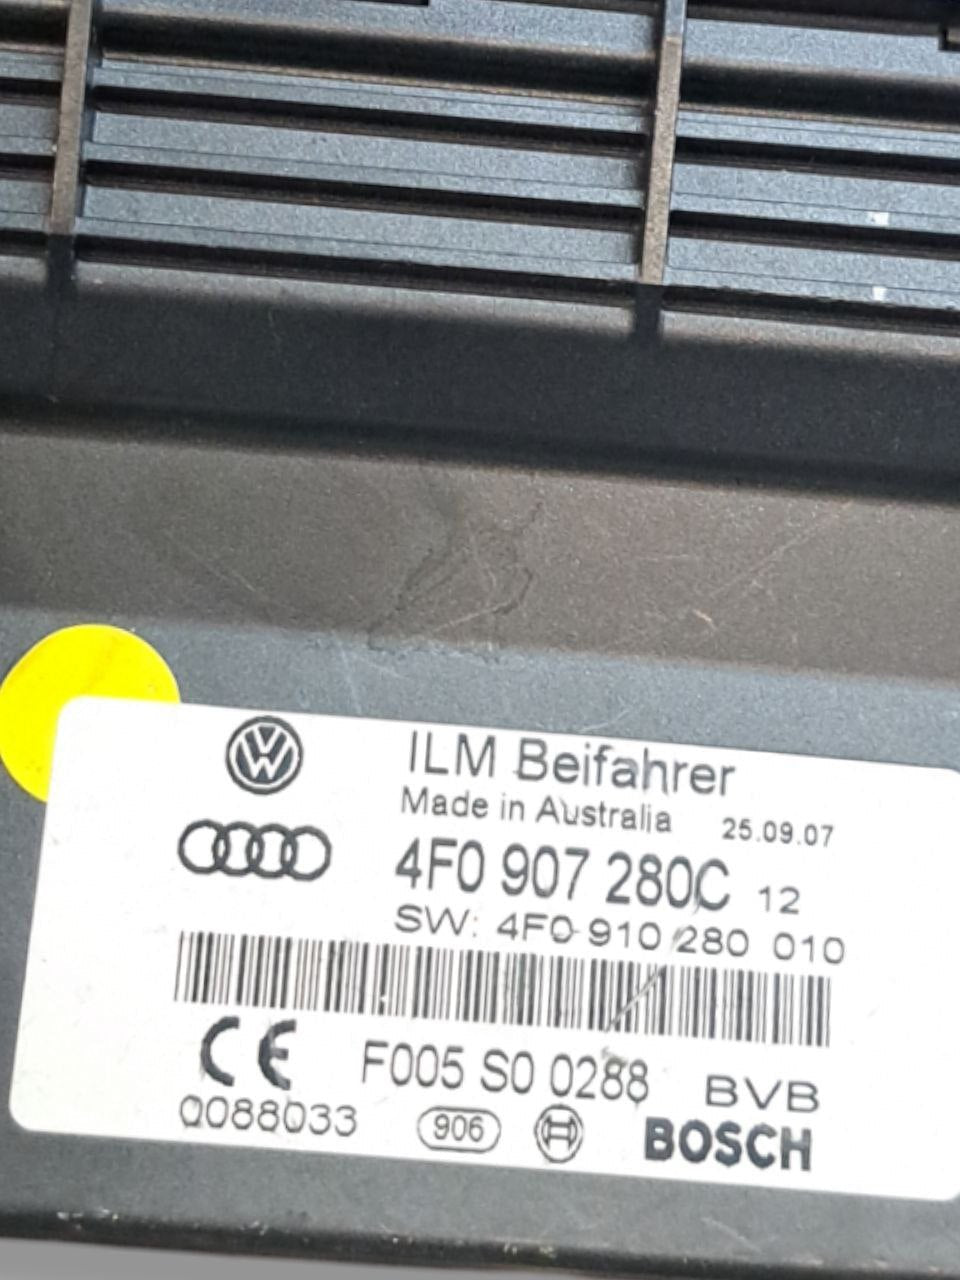 ILM Beifahrer
Made in Australia 25.09.07
4F0 907 280C 12
SW: 4F0 910 280 010
F005 S0 0288 BVB
0088033 906 BOSCH